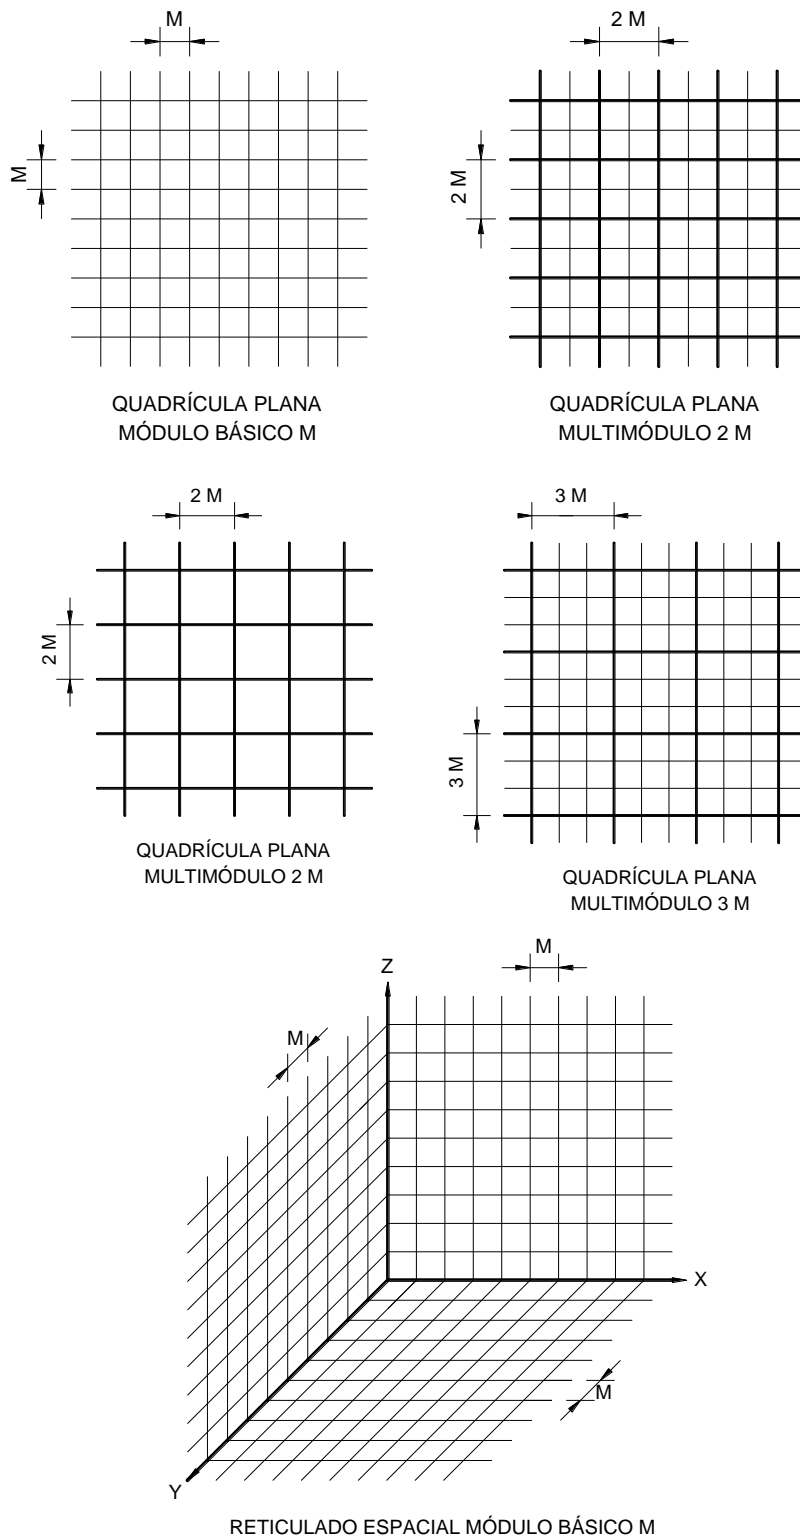 M
2 M
M
2 M
QUADRÍCULA PLANA
MÓDULO BÁSICO M
QUADRÍCULA PLANA
MULTIMÓDULO 2 M
2 M
3 M
2 M
3 M
QUADRÍCULA PLANA
MULTIMÓDULO 2 M
QUADRÍCULA PLANA
MULTIMÓDULO 3 M
M
Z
M
X
M
Y
RETICULADO ESPACIAL MÓDULO BÁSICO M